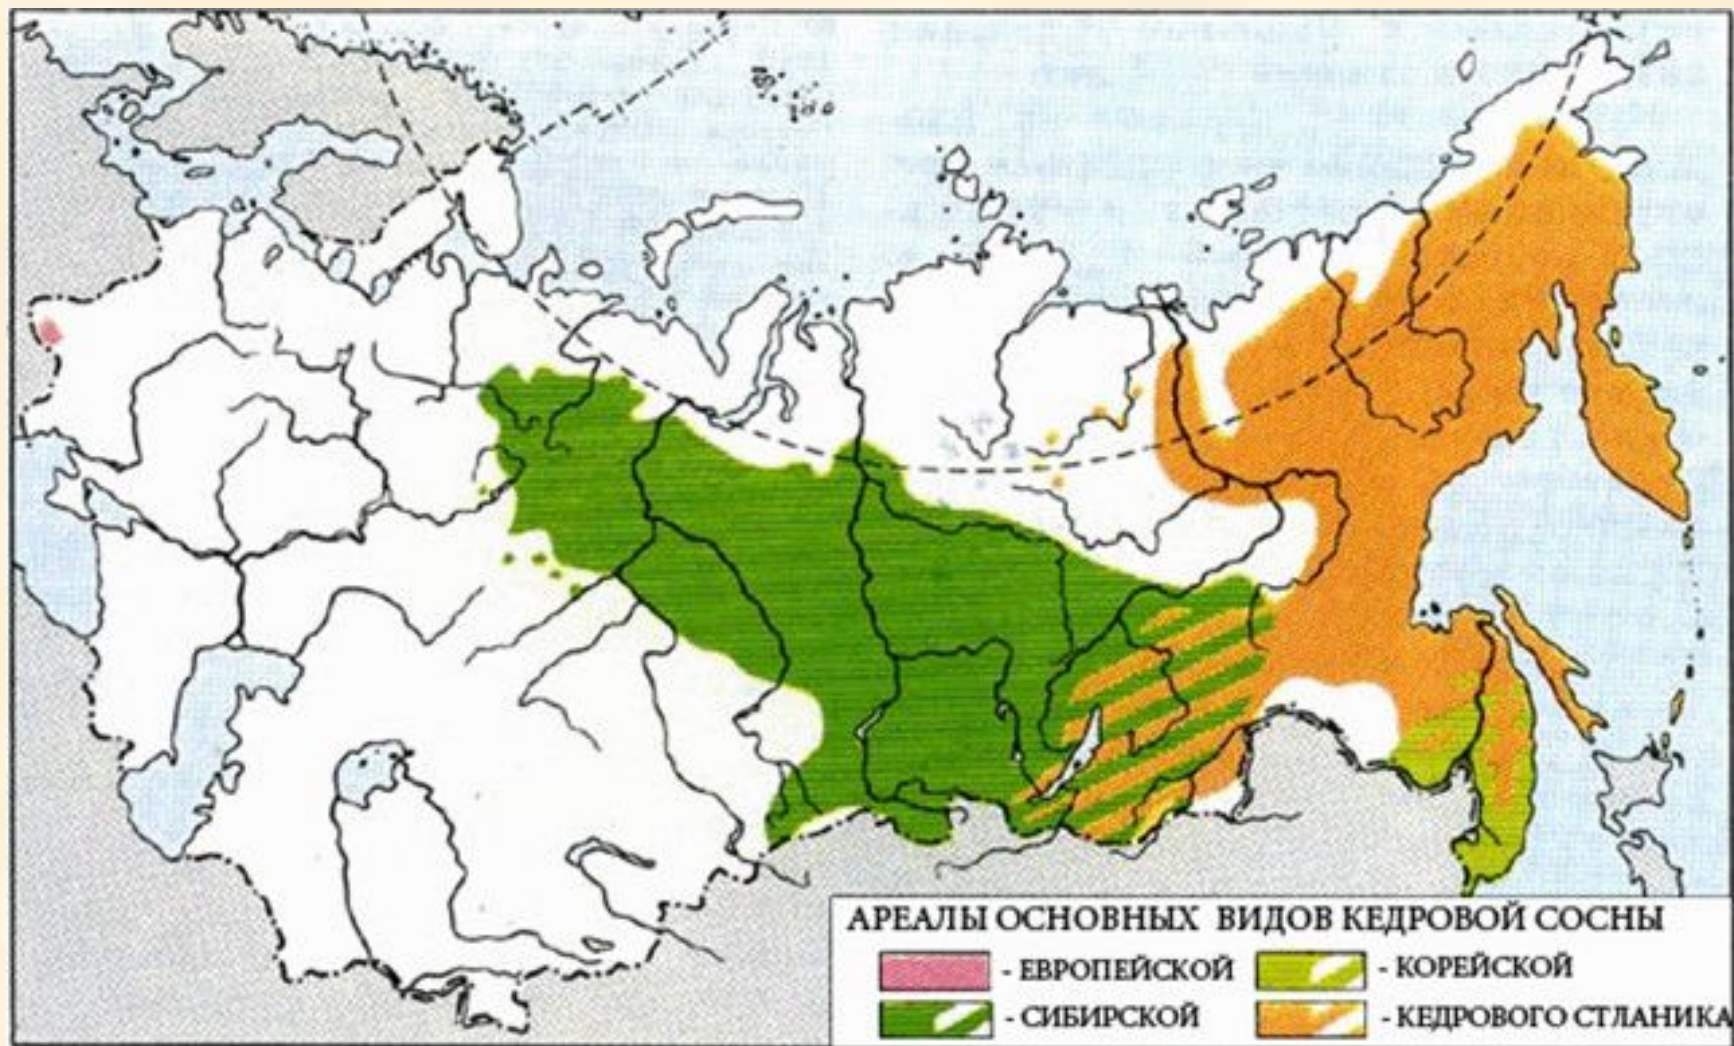 АРЕАЛЫ ОСНОВНЫХ ВИДОВ КЕДРОВОЙ СОСНЫ
- ЕВРОПЕЙСКОЙ
- КОРЕЙСКОЙ
- СИБИРСКОЙ
- КЕДРОВОГО СТЛАНИКА